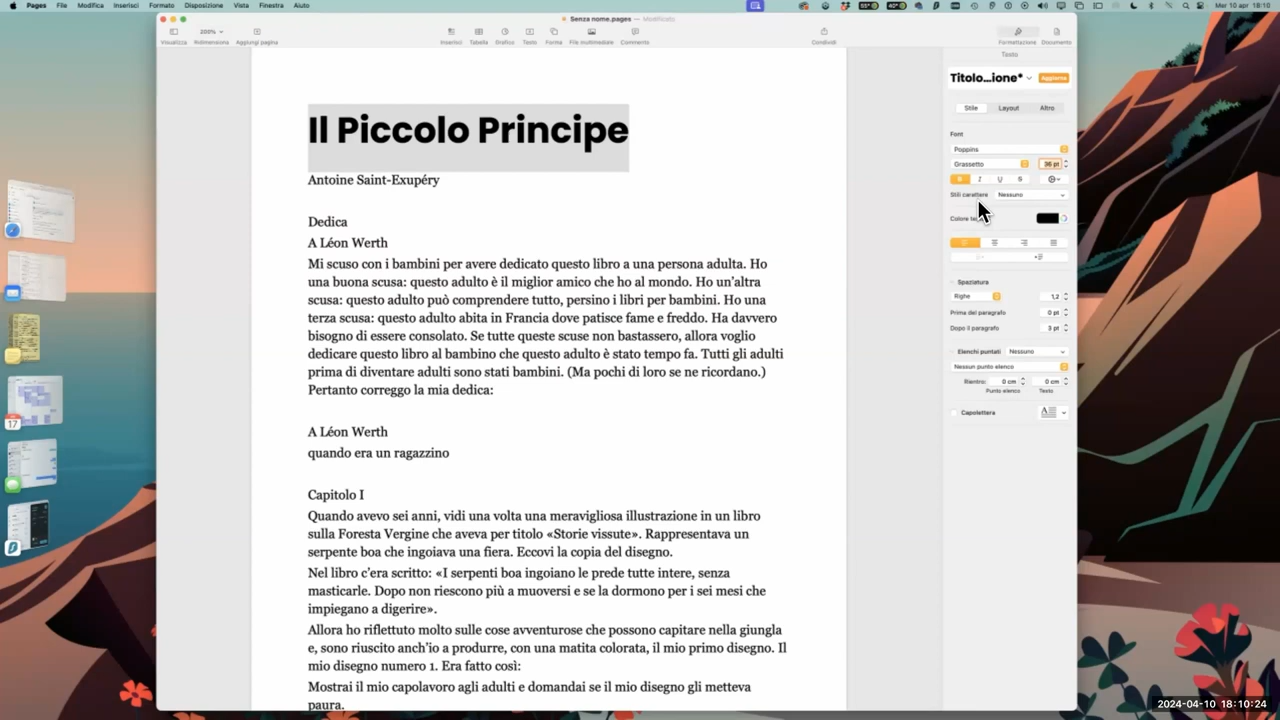 Pages File Modifica Inserisci Formato Disposizione Vista Finestra Aiuto
55° 40° Mer 10 apr 18:10
Senza nome.pages — Modificato
200%
Visualizza Ridimensiona Aggiungi pagina Inserisci Tabella Grafico Testo Forma File multimediale Commento Condividi Formattazione Documento
Testo
Titolo...ione* Aggiorna
Stile Layout Altro
Font
Poppins
Grassetto 36 pt
B I U S
Stili carattere Nessuno
Colore te
Spaziatura
Righe 1,2
Prima del paragrafo 0 pt
Dopo il paragrafo 3 pt
Elenchi puntati Nessuno
Nessun punto elenco
Rientro: 0 cm 0 cm
Punto elenco Testo
Capolettera
Il Piccolo Principe
Antoine Saint-Exupéry
Dedica
A Léon Werth
Mi scuso con i bambini per avere dedicato questo libro a una persona adulta. Ho
una buona scusa: questo adulto è il miglior amico che ho al mondo. Ho un'altra
scusa: questo adulto può comprendere tutto, persino i libri per bambini. Ho una
terza scusa: questo adulto abita in Francia dove patisce fame e freddo. Ha davvero
bisogno di essere consolato. Se tutte queste scuse non bastassero, allora voglio
dedicare questo libro al bambino che questo adulto è stato tempo fa. Tutti gli adulti
prima di diventare adulti sono stati bambini. (Ma pochi di loro se ne ricordano.)
Pertanto correggo la mia dedica:
A Léon Werth
quando era un ragazzino
Capitolo I
Quando avevo sei anni, vidi una volta una meravigliosa illustrazione in un libro
sulla Foresta Vergine che aveva per titolo «Storie vissute». Rappresentava un
serpente boa che ingoiava una fiera. Eccovi la copia del disegno.
Nel libro c'era scritto: «I serpenti boa ingoiano le prede tutte intere, senza
masticarle. Dopo non riescono più a muoversi e se la dormono per i sei mesi che
impiegano a digerire».
Allora ho riflettuto molto sulle cose avventurose che possono capitare nella giungla
e, sono riuscito anch'io a produrre, con una matita colorata, il mio primo disegno. Il
mio disegno numero 1. Era fatto così:
Mostrai il mio capolavoro agli adulti e domandai se il mio disegno gli metteva
paura.
17
2024-04-10 18:10:24